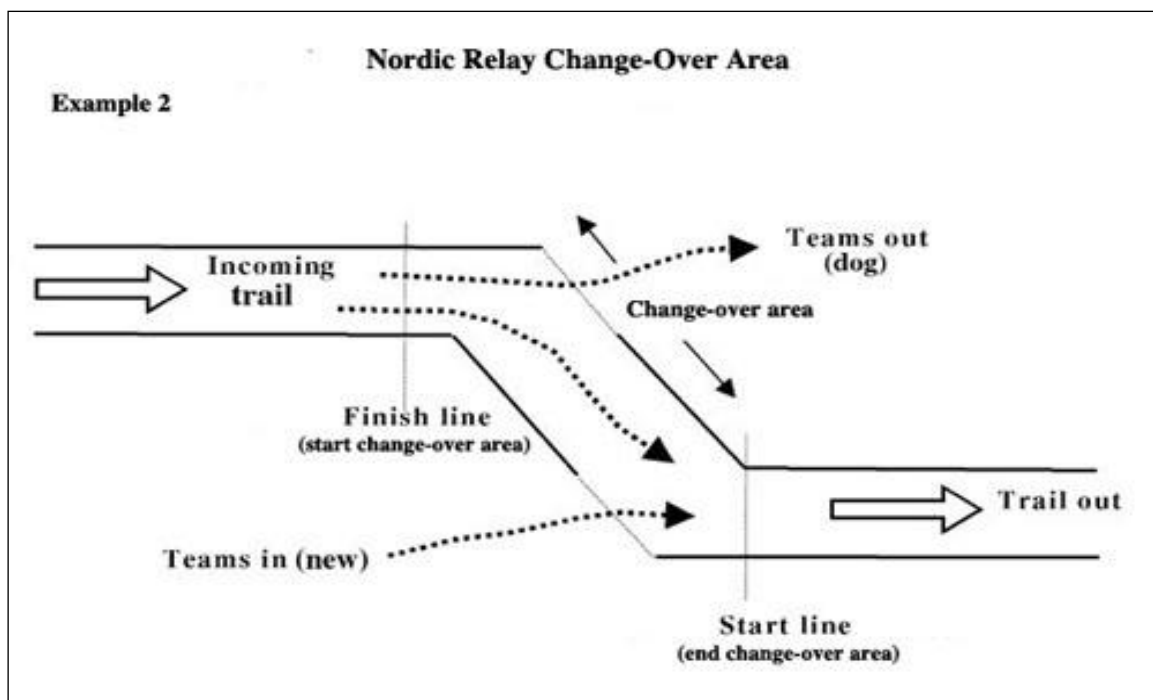 Nordic Relay Change-Over Area
Example 2
Teams out
(dog)
Incoming
trail
Change-over area
Finish line
(start change-over area)
Trail out
Teams in (new)
Start line
(end change-over area)